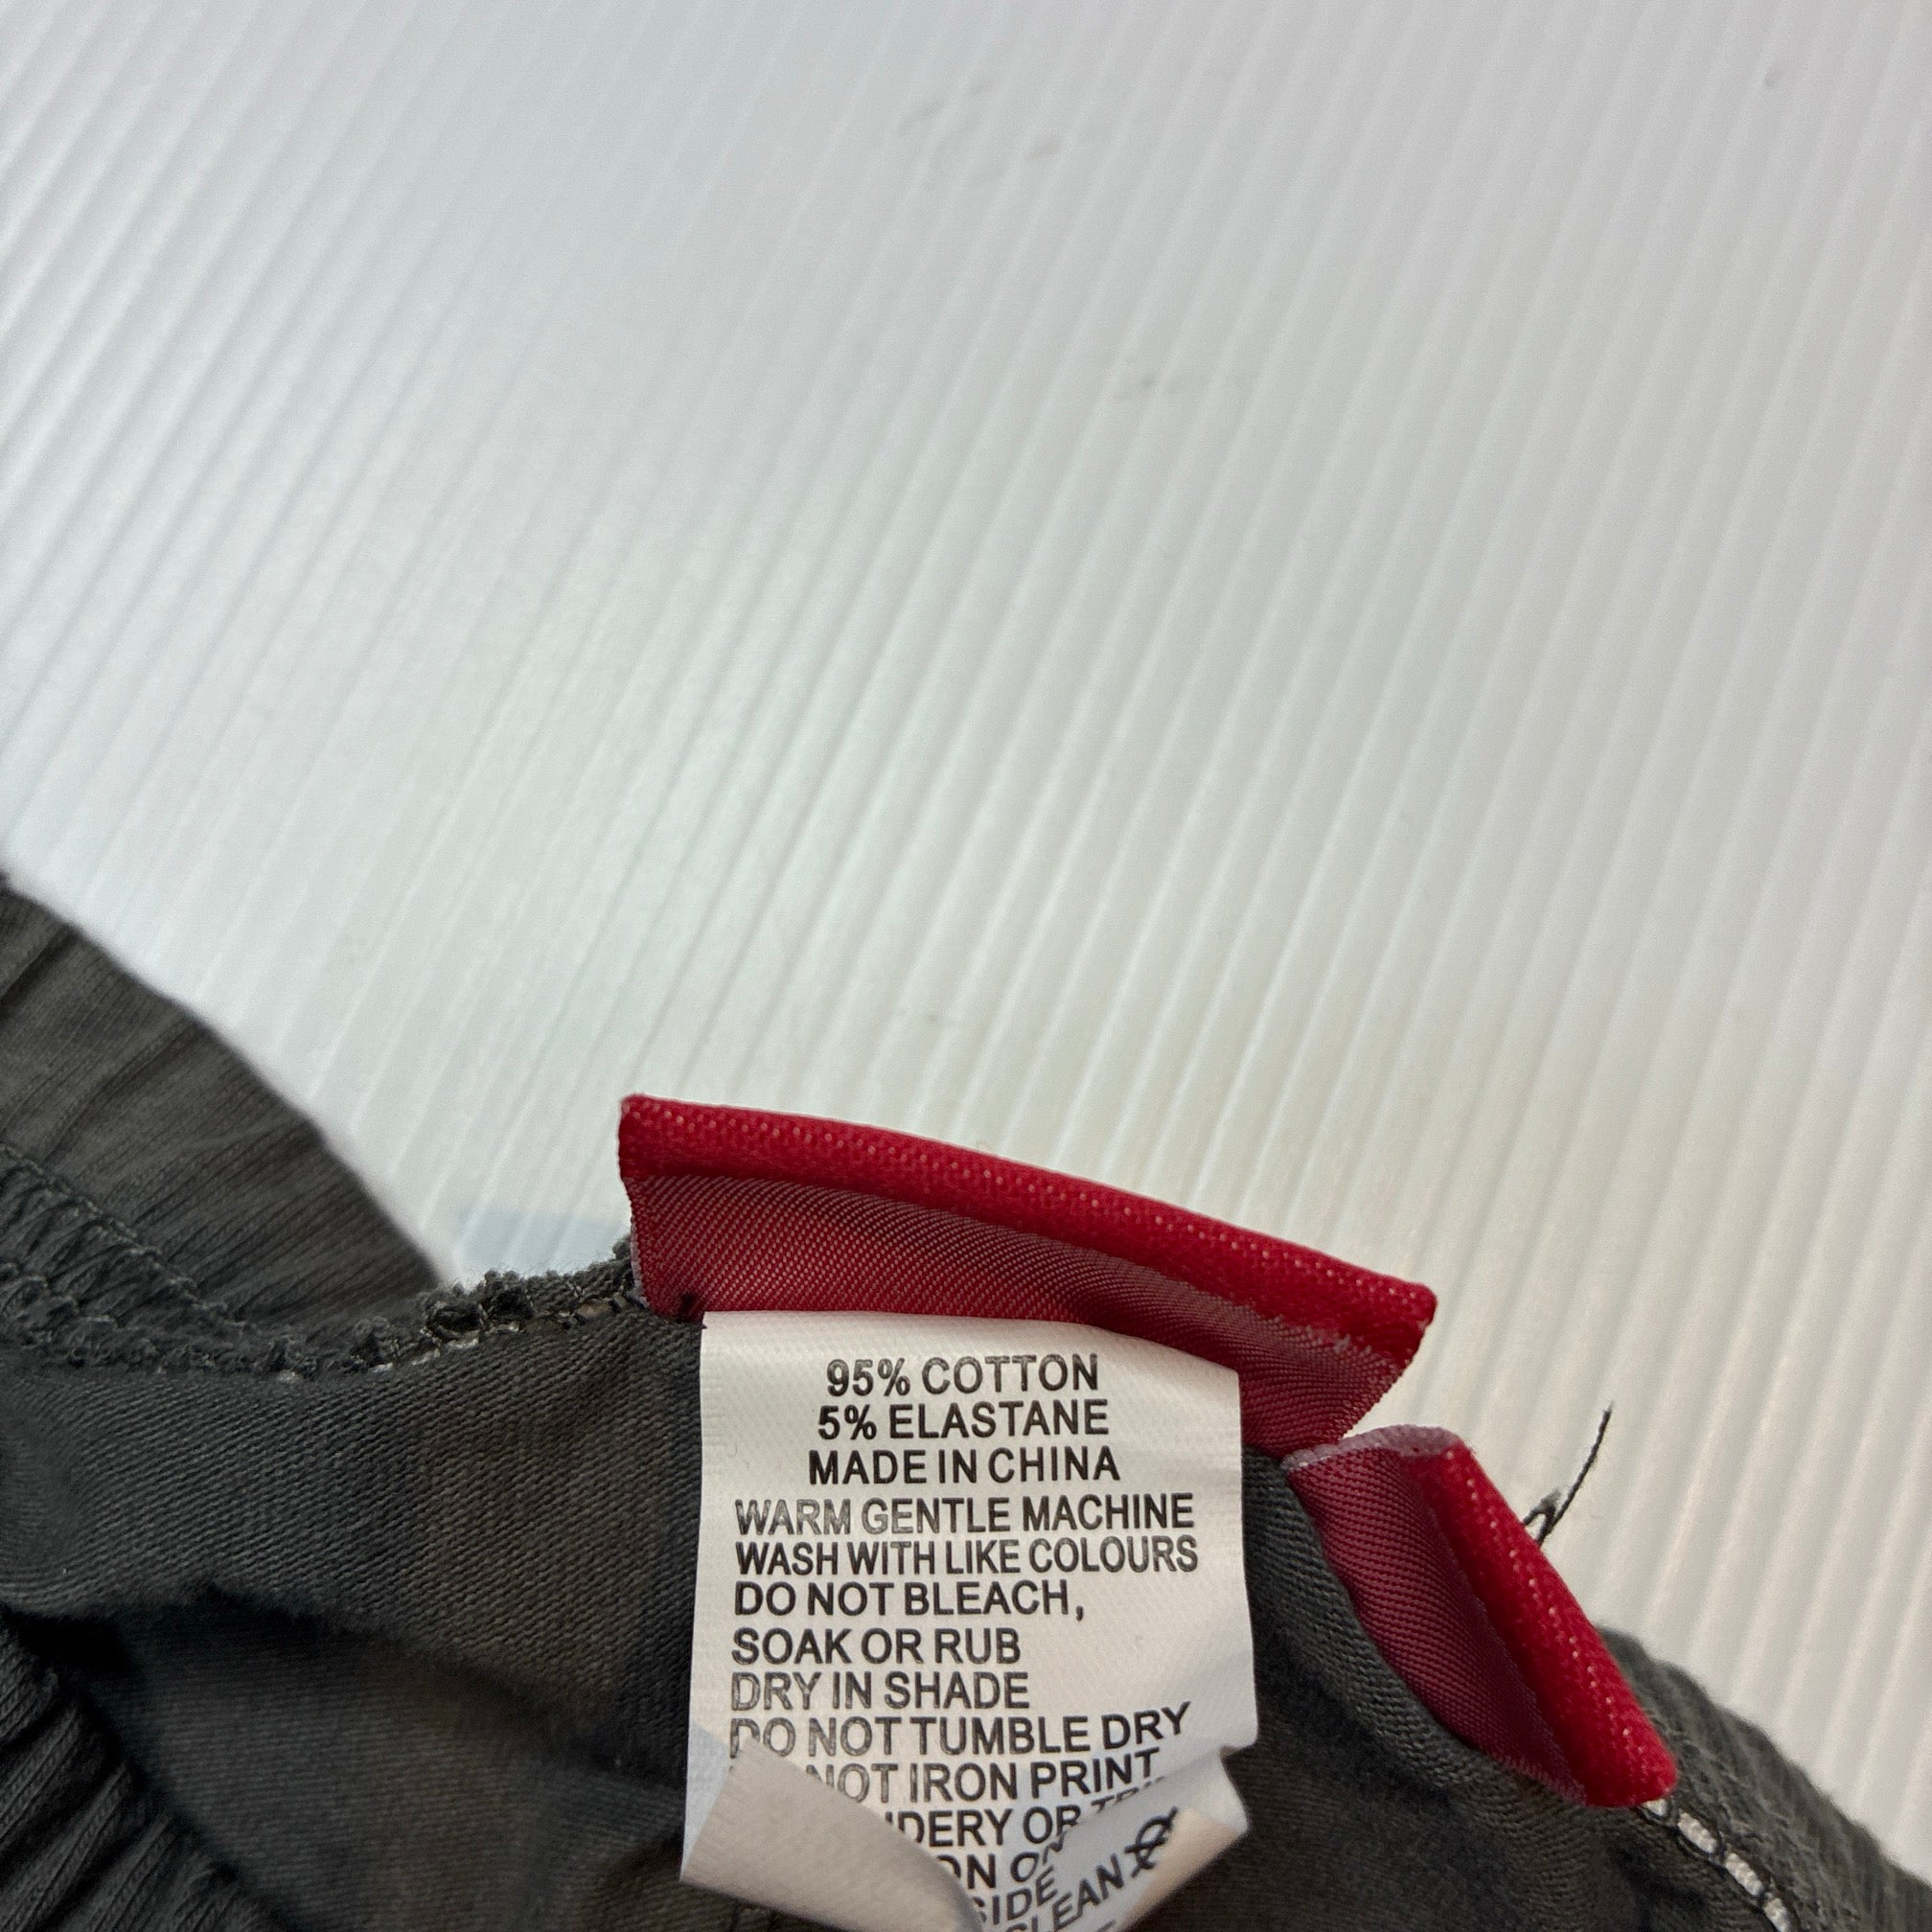 95% COTTON
5% ELASTANE
MADE IN CHINA
WARM GENTLE MACHINE
WASH WITH LIKE COLOURS
DO NOT BLEACH,
SOAK OR RUB
DRY IN SHADE
DO NOT TUMBLE DRY
NOT IRON PRINT
OR